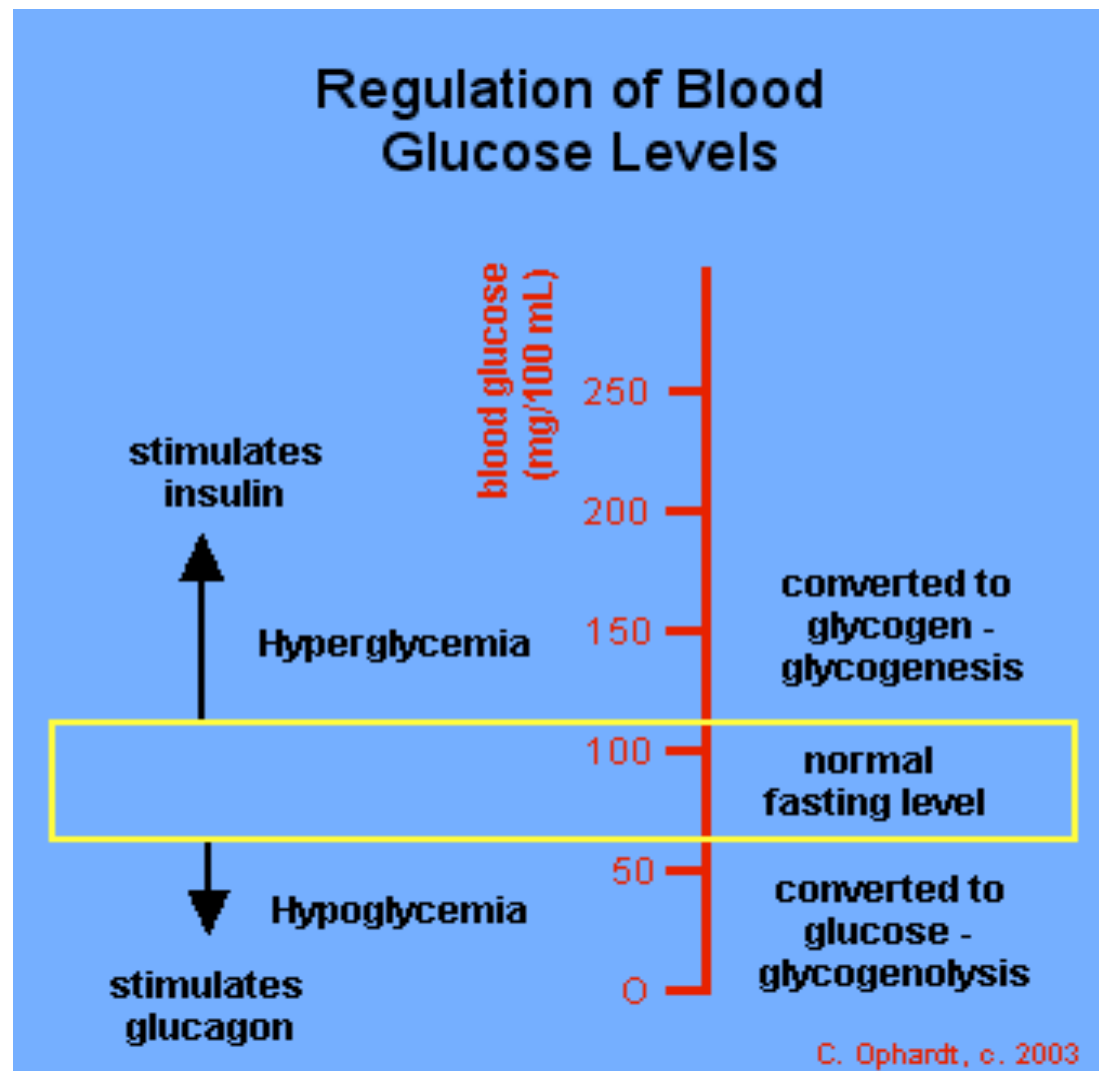 Regulation of Blood
Glucose Levels
blood glucose
(mg/100 mL)
250
200
150
100
50
0
stimulates
insulin
Hyperglycemia
converted to
glycogen -
glycogenesis
normal
fasting level
Hypoglycemia
converted to
glucose -
glycogenolysis
stimulates
glucagon
C. Ophardt, c. 2003